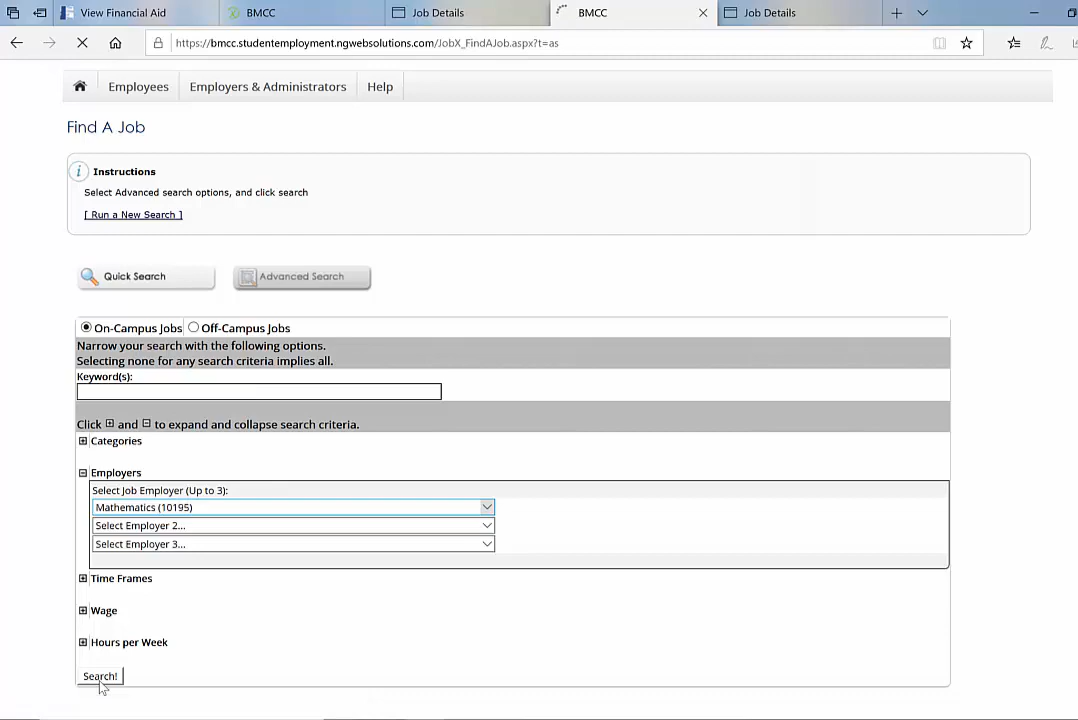 View Financial Aid
BMCC
Job Details
BMCC
Job Details
https://bmcc.studentemployment.ngwebsolutions.com/JobX_FindAJob.aspx?t=as
Employees
Employers & Administrators
Help
Find A Job
Instructions
Select Advanced search options, and click search
[ Run a New Search ]
Quick Search
Advanced Search
On-Campus Jobs Off-Campus Jobs
Narrow your search with the following options.
Selecting none for any search criteria implies all.
Keyword(s):
Click and to expand and collapse search criteria.
Categories
Employers
Select Job Employer (Up to 3):
Mathematics (10195)
Select Employer 2...
Select Employer 3...
Time Frames
Wage
Hours per Week
Search!